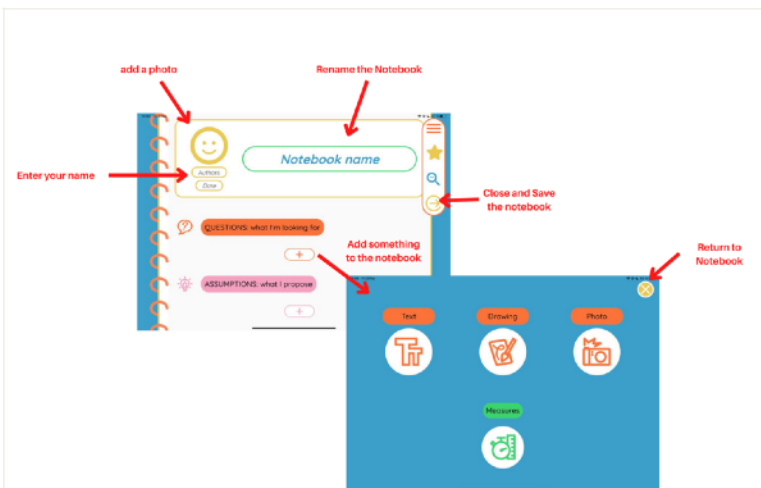 add a photo
Rename the Notebook
Notebook name
Authors
Enter your name
Close and Save
the notebook
QUESTIONS: what I'm looking for
Add something
to the notebook
Return to
Notebook
ASSUMPTIONS: what I propose
Text
Drawing
Photo
Measures